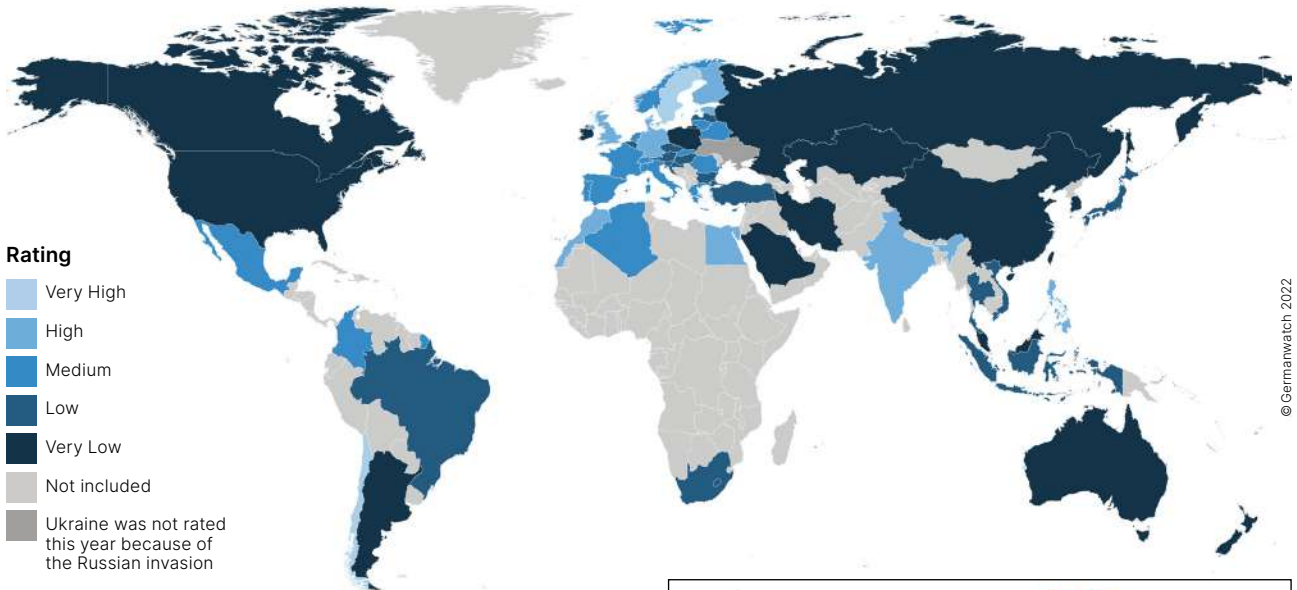 Rating
Very High
High
Medium
Low
Very Low
Not included
Ukraine was not rated
this year because of
the Russian invasion
©Germanwatch 2022